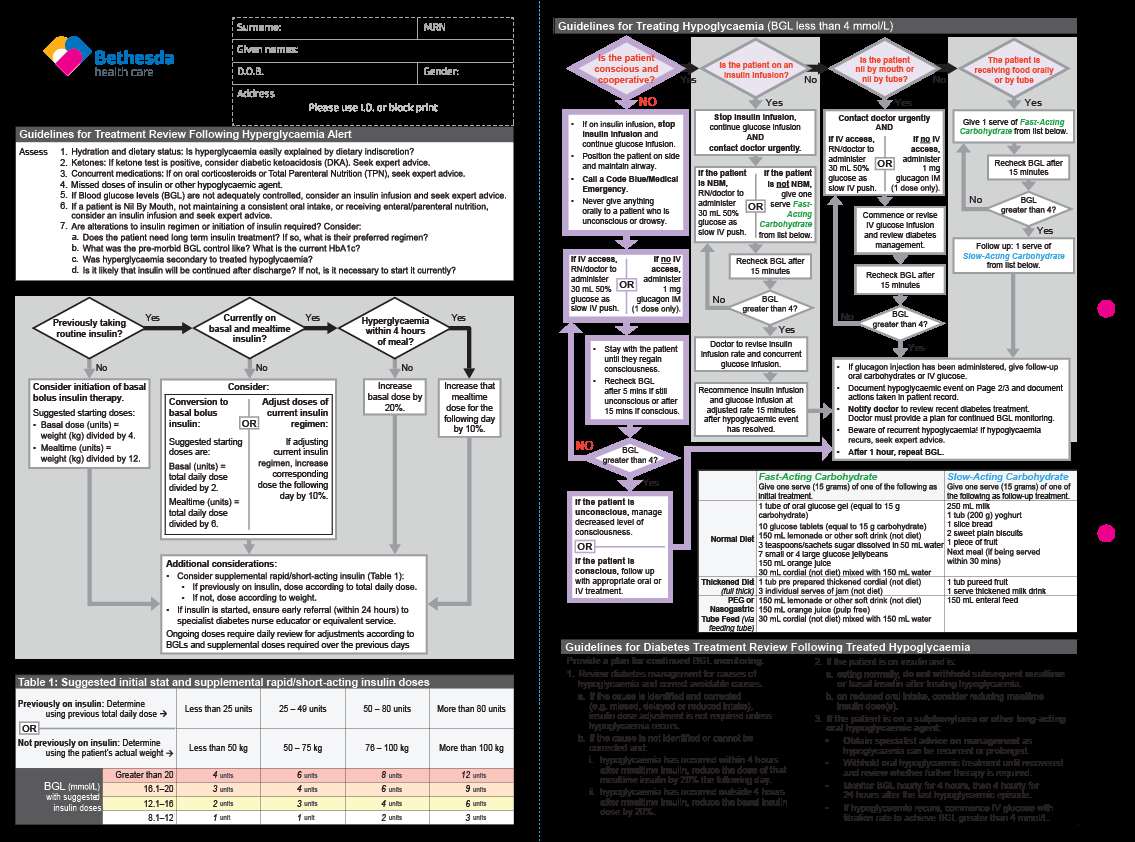 Bethesda
health care
Surname:
MRN
Given names:
D.O.B.
Gender:
Address
Please use I.D. or block print
Guidelines for Treatment Review Following Hyperglycaemia Alert
Assess
1. Hydration and dietary status: Is hyperglycaemia easily explained by dietary indiscretion?
2. Ketones: If ketone test is positive, consider diabetic ketoacidosis (DKA). Seek expert advice.
3. Concurrent medications: If on oral corticosteroids or Total Parenteral Nutrition (TPN), seek expert advice.
4. Missed doses of insulin or other hypoglycaemic agent.
5. If Blood glucose levels (BGL) are not adequately controlled, consider an insulin infusion and seek expert advice.
6. If a patient is Nil By Mouth, not maintaining a consistent oral intake, or receiving enteral/parenteral nutrition,
consider an insulin infusion and seek expert advice.
7. Are alterations to insulin regimen or initiation of insulin required? Consider:
a. Does the patient need long term insulin treatment? If so, what is their preferred regimen?
b. What was the pre-morbid BGL control like? What is the current HbA1c?
c. Was hyperglycaemia secondary to treated hypoglycaemia?
d. Is it likely that insulin will be continued after discharge? If not, is it necessary to start it currently?
Previously taking
routine insulin?
Yes
Currently on
basal and mealtime
insulin?
Yes
Hyperglycaemia
within 4 hours
of meal?
Yes
No
No
No
Consider initiation of basal
bolus insulin therapy.
Suggested starting doses:
• Basal dose (units) =
weight (kg) divided by 4.
• Mealtime (units) =
weight (kg) divided by 12.
Consider:
Conversion to
basal bolus
insulin:
Suggested starting
doses are:
Basal (units) =
total daily dose
divided by 2.
Mealtime (units) =
total daily dose
divided by 6.
OR
Adjust doses of
current insulin
regimen:
If adjusting
current insulin
regimen, increase
corresponding
dose the following
day by 10%.
Increase
basal dose by
20%.
Increase that
mealtime
dose for the
following day
by 10%.
Additional considerations:
• Consider supplemental rapid/short-acting insulin (Table 1):
• If previously on insulin, dose according to total daily dose.
• If not, dose according to weight.
• If insulin is started, ensure early referral (within 24 hours) to
specialist diabetes nurse educator or equivalent service.
Ongoing doses require daily review for adjustments according to
BGLs and supplemental doses required over the previous days
Table 1: Suggested initial stat and supplemental rapid/short-acting insulin doses
Previously on insulin: Determine
using previous total daily dose →
Less than 25 units
25 – 49 units
50 – 80 units
More than 80 units
OR
Not previously on insulin: Determine
using the patient's actual weight →
Less than 50 kg
50 – 75 kg
76 – 100 kg
More than 100 kg
BGL (mmol/L)
with suggested
insulin doses
Greater than 20 4 units 6 units 8 units 12 units
16.1–20 3 units 4 units 6 units 9 units
12.1–16 2 units 3 units 4 units 6 units
8.1–12 1 unit 1 unit 2 units 3 units
Guidelines for Treating Hypoglycaemia (BGL less than 4 mmol/L)
Is the patient
conscious and
cooperative?
Yes
Is the patient on an
insulin infusion?
No
Is the patient
nil by mouth or
nil by tube?
No
The patient is
receiving food orally
or by tube
NO
Yes
Yes
Yes
• If on insulin infusion, stop
insulin infusion and
continue glucose infusion.
• Position the patient on side
and maintain airway.
• Call a Code Blue/Medical
Emergency.
• Never give anything
orally to a patient who is
unconscious or drowsy.
If IV access,
RN/doctor to
administer
30 mL 50%
glucose as
slow IV push.
OR
If no IV
access,
administer
1 mg
glucagon IM
(1 dose only).
• Stay with the patient
until they regain
consciousness.
• Recheck BGL
after 5 mins if still
unconscious or after
15 mins if conscious.
NO
BGL
greater than 4?
Yes
If the patient is
unconscious, manage
decreased level of
consciousness.
OR
If the patient is
conscious, follow up
with appropriate oral or
IV treatment.
Stop insulin infusion,
continue glucose infusion
AND
contact doctor urgently.
If the patient
is NBM,
RN/doctor to
administer
30 mL 50%
glucose as
slow IV push.
OR
If the patient
is not NBM,
give one
serve Fast-
Acting
Carbohydrate
from list below.
Recheck BGL after
15 minutes
No
BGL
greater than 4?
Yes
Doctor to revise insulin
infusion rate and concurrent
glucose infusion.
Recommence insulin infusion
and glucose infusion at
adjusted rate 15 minutes
after hypoglycaemic event
has resolved.
Contact doctor urgently
AND
If IV access,
RN/doctor to
administer
30 mL 50%
glucose as
slow IV push.
OR
If no IV
access,
administer
1 mg
glucagon IM
(1 dose only).
Commence or revise
IV glucose infusion
and review diabetes
management.
Recheck BGL after
15 minutes
No
BGL
greater than 4?
Yes
Give 1 serve of Fast-Acting
Carbohydrate from list below.
Recheck BGL after
15 minutes
No
BGL
greater than 4?
Yes
Follow up: 1 serve of
Slow-Acting Carbohydrate
from list below.
• If glucagon injection has been administered, give follow-up
oral carbohydrates or IV glucose.
• Document hypoglycaemic event on Page 2/3 and document
actions taken in patient record.
• Notify doctor to review recent diabetes treatment.
Doctor must provide a plan for continued BGL monitoring.
• Beware of recurrent hypoglycaemia! If hypoglycaemia
recurs, seek expert advice.
• After 1 hour, repeat BGL.
Fast-Acting Carbohydrate
Give one serve (15 grams) of one of the following as
initial treatment.
Slow-Acting Carbohydrate
Give one serve (15 grams) of one of
the following as follow-up treatment.
Normal Diet
1 tube of oral glucose gel (equal to 15 g
carbohydrate)
10 glucose tablets (equal to 15 g carbohydrate)
150 mL lemonade or other soft drink (not diet)
3 teaspoons/sachets sugar dissolved in 50 mL water
7 small or 4 large glucose jellybeans
150 mL orange juice
30 mL cordial (not diet) mixed with 150 mL water
250 mL milk
1 tub (200 g) yoghurt
1 slice bread
2 sweet plain biscuits
1 piece of fruit
Next meal (if being served
within 30 mins)
Thickened Did
(full thick)
1 tub pre prepared thickened cordial (not diet)
3 individual serves of jam (not diet)
1 tub pureed fruit
1 serve thickened milk drink
PEG or
Nasogastric
Tube Feed (via
feeding tube)
150 mL lemonade or other soft drink (not diet)
150 mL orange juice (pulp free)
30 mL cordial (not diet) mixed with 150 mL water
150 mL enteral feed
Guidelines for Diabetes Treatment Review Following Treated Hypoglycaemia
Provide a plan for continued BGL monitoring.
1. Review diabetes management for causes of
hypoglycaemia and correct avoidable causes.
a. If the cause is identified and corrected
(e.g. missed, delayed or reduced intake),
insulin dose adjustment is not required unless
hypoglycaemia recurs.
b. If the cause is not identified or cannot be
corrected and:
i. hypoglycaemia has occurred within 4 hours
after mealtime insulin, reduce the dose of that
mealtime insulin by 20% the following day.
ii. hypoglycaemia has occurred outside 4 hours
after mealtime insulin, reduce the basal insulin
dose by 20%.
2. If the patient is on insulin and is:
a. eating normally, do not withhold subsequent mealtime
or basal insulin after treating hypoglycaemia.
b. on reduced oral intake, consider reducing mealtime
insulin dose(s).
3. If the patient is on a sulphonylurea or other long-acting
oral hypoglycaemic agent:
• Obtain specialist advice on management as
hypoglycaemia can be recurrent or prolonged.
• Withhold oral hypoglycaemic treatment until recovered
and review whether further therapy is required.
• Monitor BGL hourly for 4 hours, then 4 hourly for
24 hours after the last hypoglycaemic episode.
• If hypoglycaemia recurs, commence IV glucose with
titration rate to achieve BGL greater than 4 mmol/L.